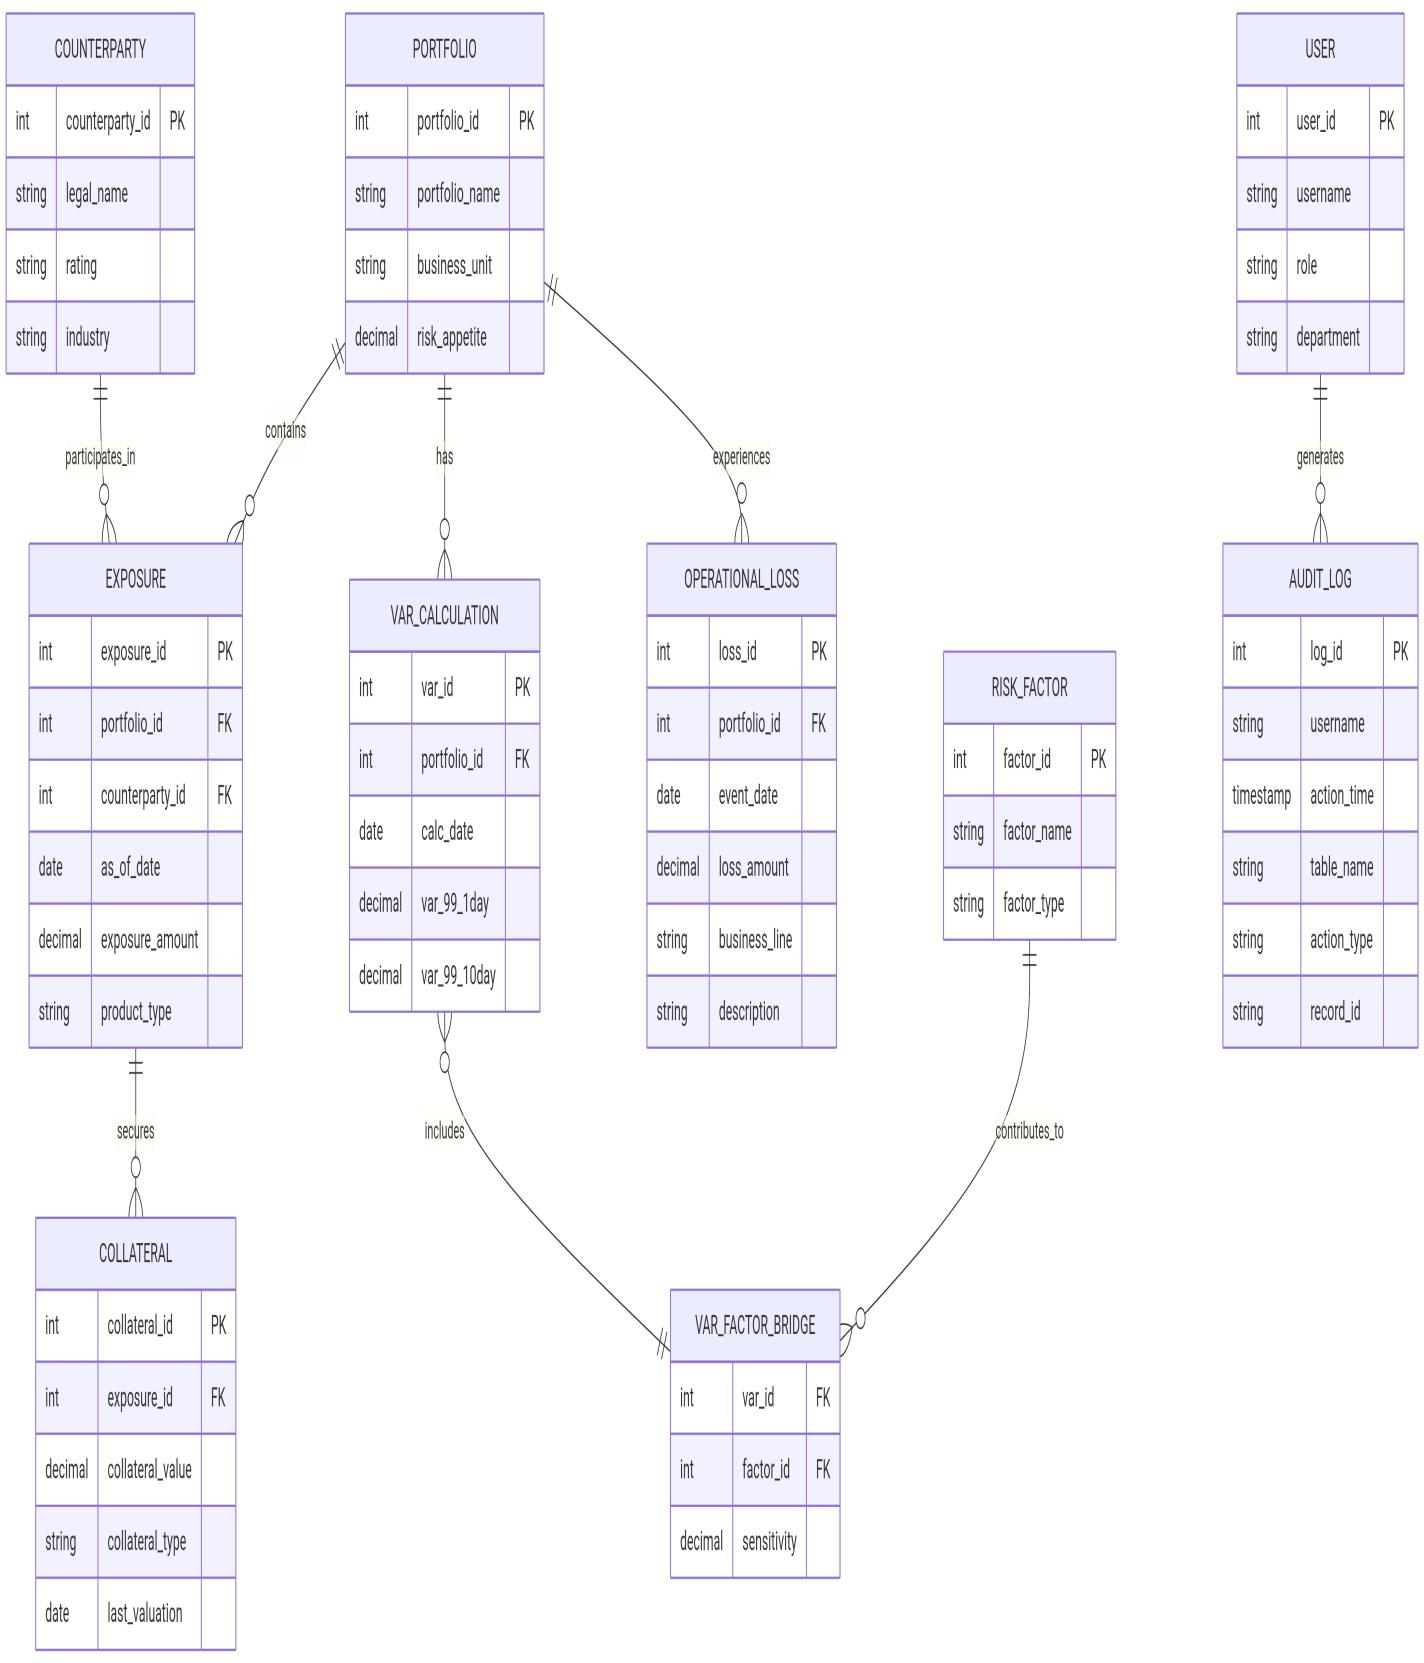 COUNTERPARTY
int counterparty_id PK
string legal_name
string rating
string industry
PORTFOLIO
int portfolio_id PK
string portfolio_name
string business_unit
decimal risk_appetite
USER
int user_id PK
string username
string role
string department
participates_in
contains
has
experiences
generates
EXPOSURE
int exposure_id PK
int portfolio_id FK
int counterparty_id FK
date as_of_date
decimal exposure_amount
string product_type
VAR_CALCULATION
int var_id PK
int portfolio_id FK
date calc_date
decimal var_99_1day
decimal var_99_10day
OPERATIONAL_LOSS
int loss_id PK
int portfolio_id FK
date event_date
decimal loss_amount
string business_line
string description
RISK_FACTOR
int factor_id PK
string factor_name
string factor_type
AUDIT_LOG
int log_id PK
string username
timestamp action_time
string table_name
string action_type
string record_id
secures
includes
contributes_to
COLLATERAL
int collateral_id PK
int exposure_id FK
decimal collateral_value
string collateral_type
date last_valuation
VAR_FACTOR_BRIDGE
int var_id FK
int factor_id FK
decimal sensitivity